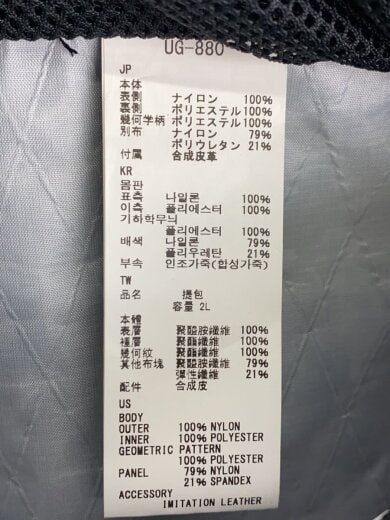 UG-880
JP
本体
表側 ナイロン 100%
裏側 ポリエステル 100%
幾何学柄 ポリエステル 100%
別布 ナイロン 79%
ポリウレタン 21%
付属 合成皮革
KR
몸판
표측 나일론 100%
이측 폴리에스터 100%
기하학무늬
폴리에스터 100%
배색 나일론 79%
폴리우레탄 21%
부속 인조가죽(합성가죽)
TW
品名 提包
容量 2L
本體
表層 聚醯胺纖維 100%
裡層 聚酯纖維 100%
幾何紋 聚酯纖維 100%
其他布塊 聚醯胺纖維 79%
彈性纖維 21%
配件 合成皮
US
BODY
OUTER 100% NYLON
INNER 100% POLYESTER
GEOMETRIC PATTERN
100% POLYESTER
PANEL 79% NYLON
21% SPANDEX
ACCESSORY
IMITATION LEATHER